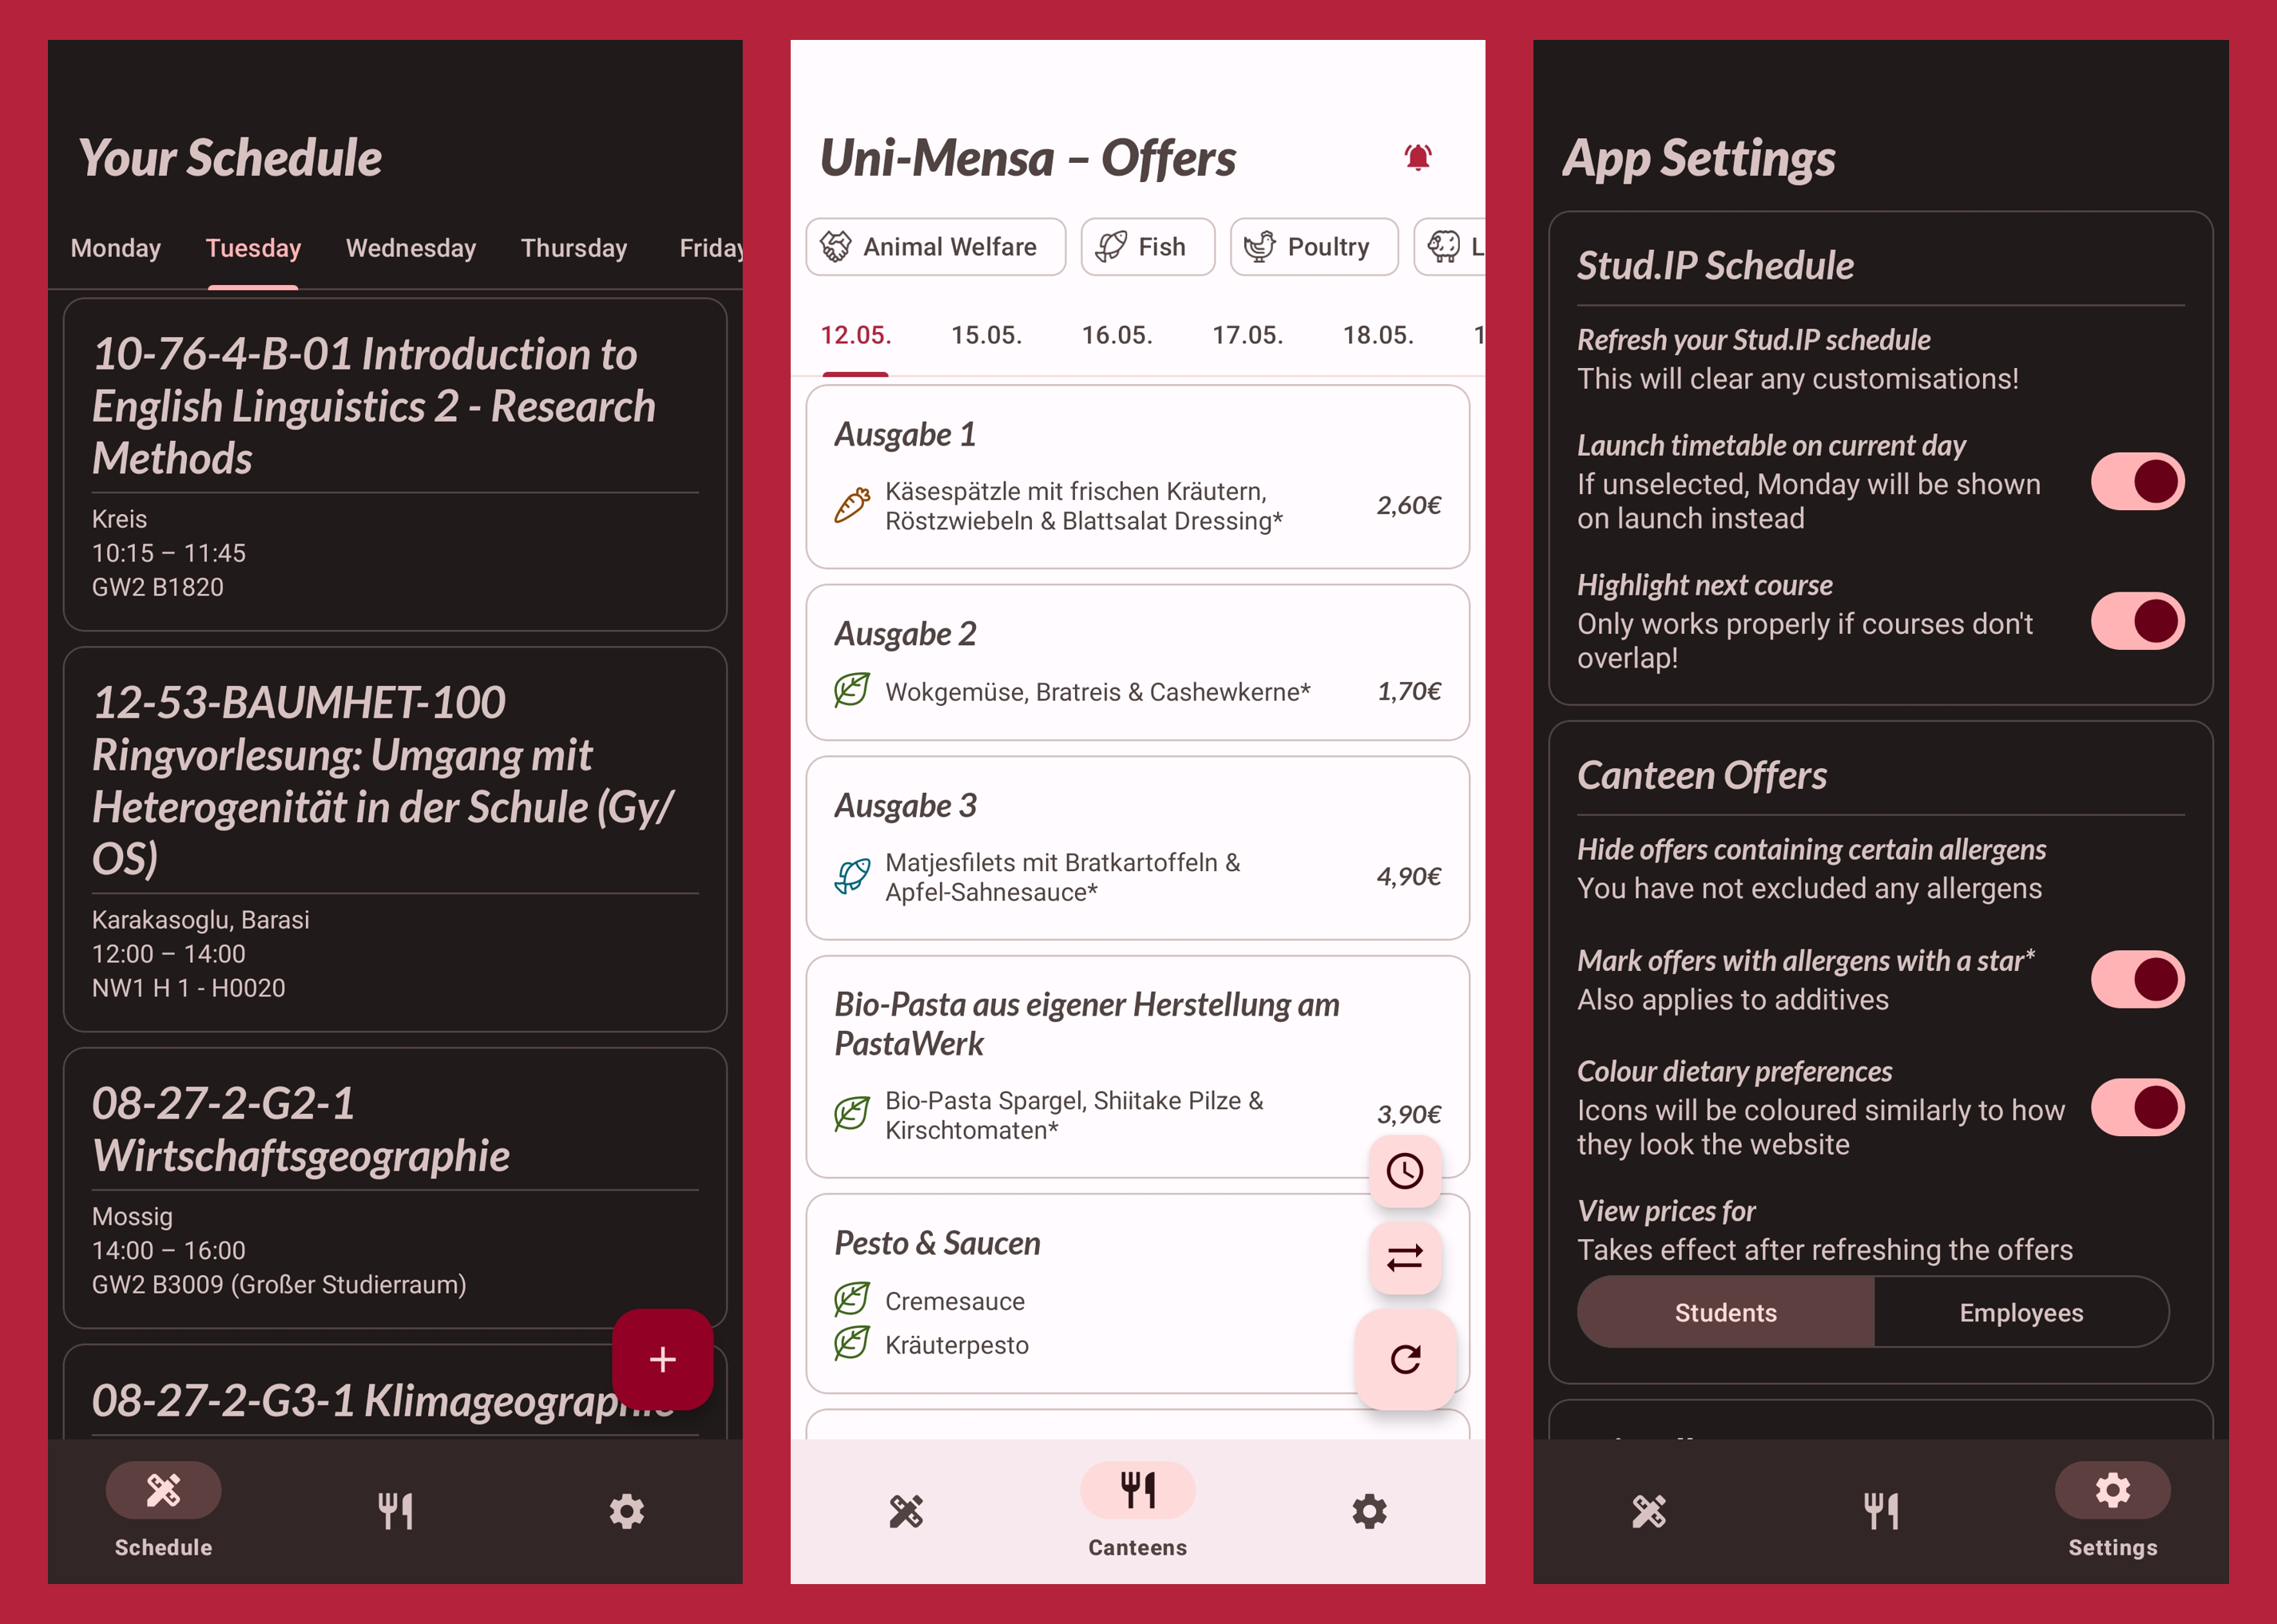 Your Schedule
Monday Tuesday Wednesday Thursday Friday
10-76-4-B-01 Introduction to
English Linguistics 2 - Research
Methods
Kreis
10:15 – 11:45
GW2 B1820
12-53-BAUMHET-100
Ringvorlesung: Umgang mit
Heterogenität in der Schule (Gy/
OS)
Karakasoglu, Barasi
12:00 – 14:00
NW1 H 1 - H0020
08-27-2-G2-1
Wirtschaftsgeographie
Mossig
14:00 – 16:00
GW2 B3009 (Großer Studierraum)
08-27-2-G3-1 Klimageographie
Schedule
Uni-Mensa – Offers
Animal Welfare Fish Poultry L
12.05. 15.05. 16.05. 17.05. 18.05. 1
Ausgabe 1
Käsespätzle mit frischen Kräutern,
Röstzwiebeln & Blattsalat Dressing*
2,60€
Ausgabe 2
Wokgemüse, Bratreis & Cashewkerne* 1,70€
Ausgabe 3
Matjesfilets mit Bratkartoffeln &
Apfel-Sahnesauce*
4,90€
Bio-Pasta aus eigener Herstellung am
PastaWerk
Bio-Pasta Spargel, Shiitake Pilze &
Kirschtomaten*
3,90€
Pesto & Saucen
Cremesauce
Kräuterpesto
Canteens
App Settings
Stud.IP Schedule
Refresh your Stud.IP schedule
This will clear any customisations!
Launch timetable on current day
If unselected, Monday will be shown
on launch instead
Highlight next course
Only works properly if courses don't
overlap!
Canteen Offers
Hide offers containing certain allergens
You have not excluded any allergens
Mark offers with allergens with a star*
Also applies to additives
Colour dietary preferences
Icons will be coloured similarly to how
they look the website
View prices for
Takes effect after refreshing the offers
Students Employees
Settings